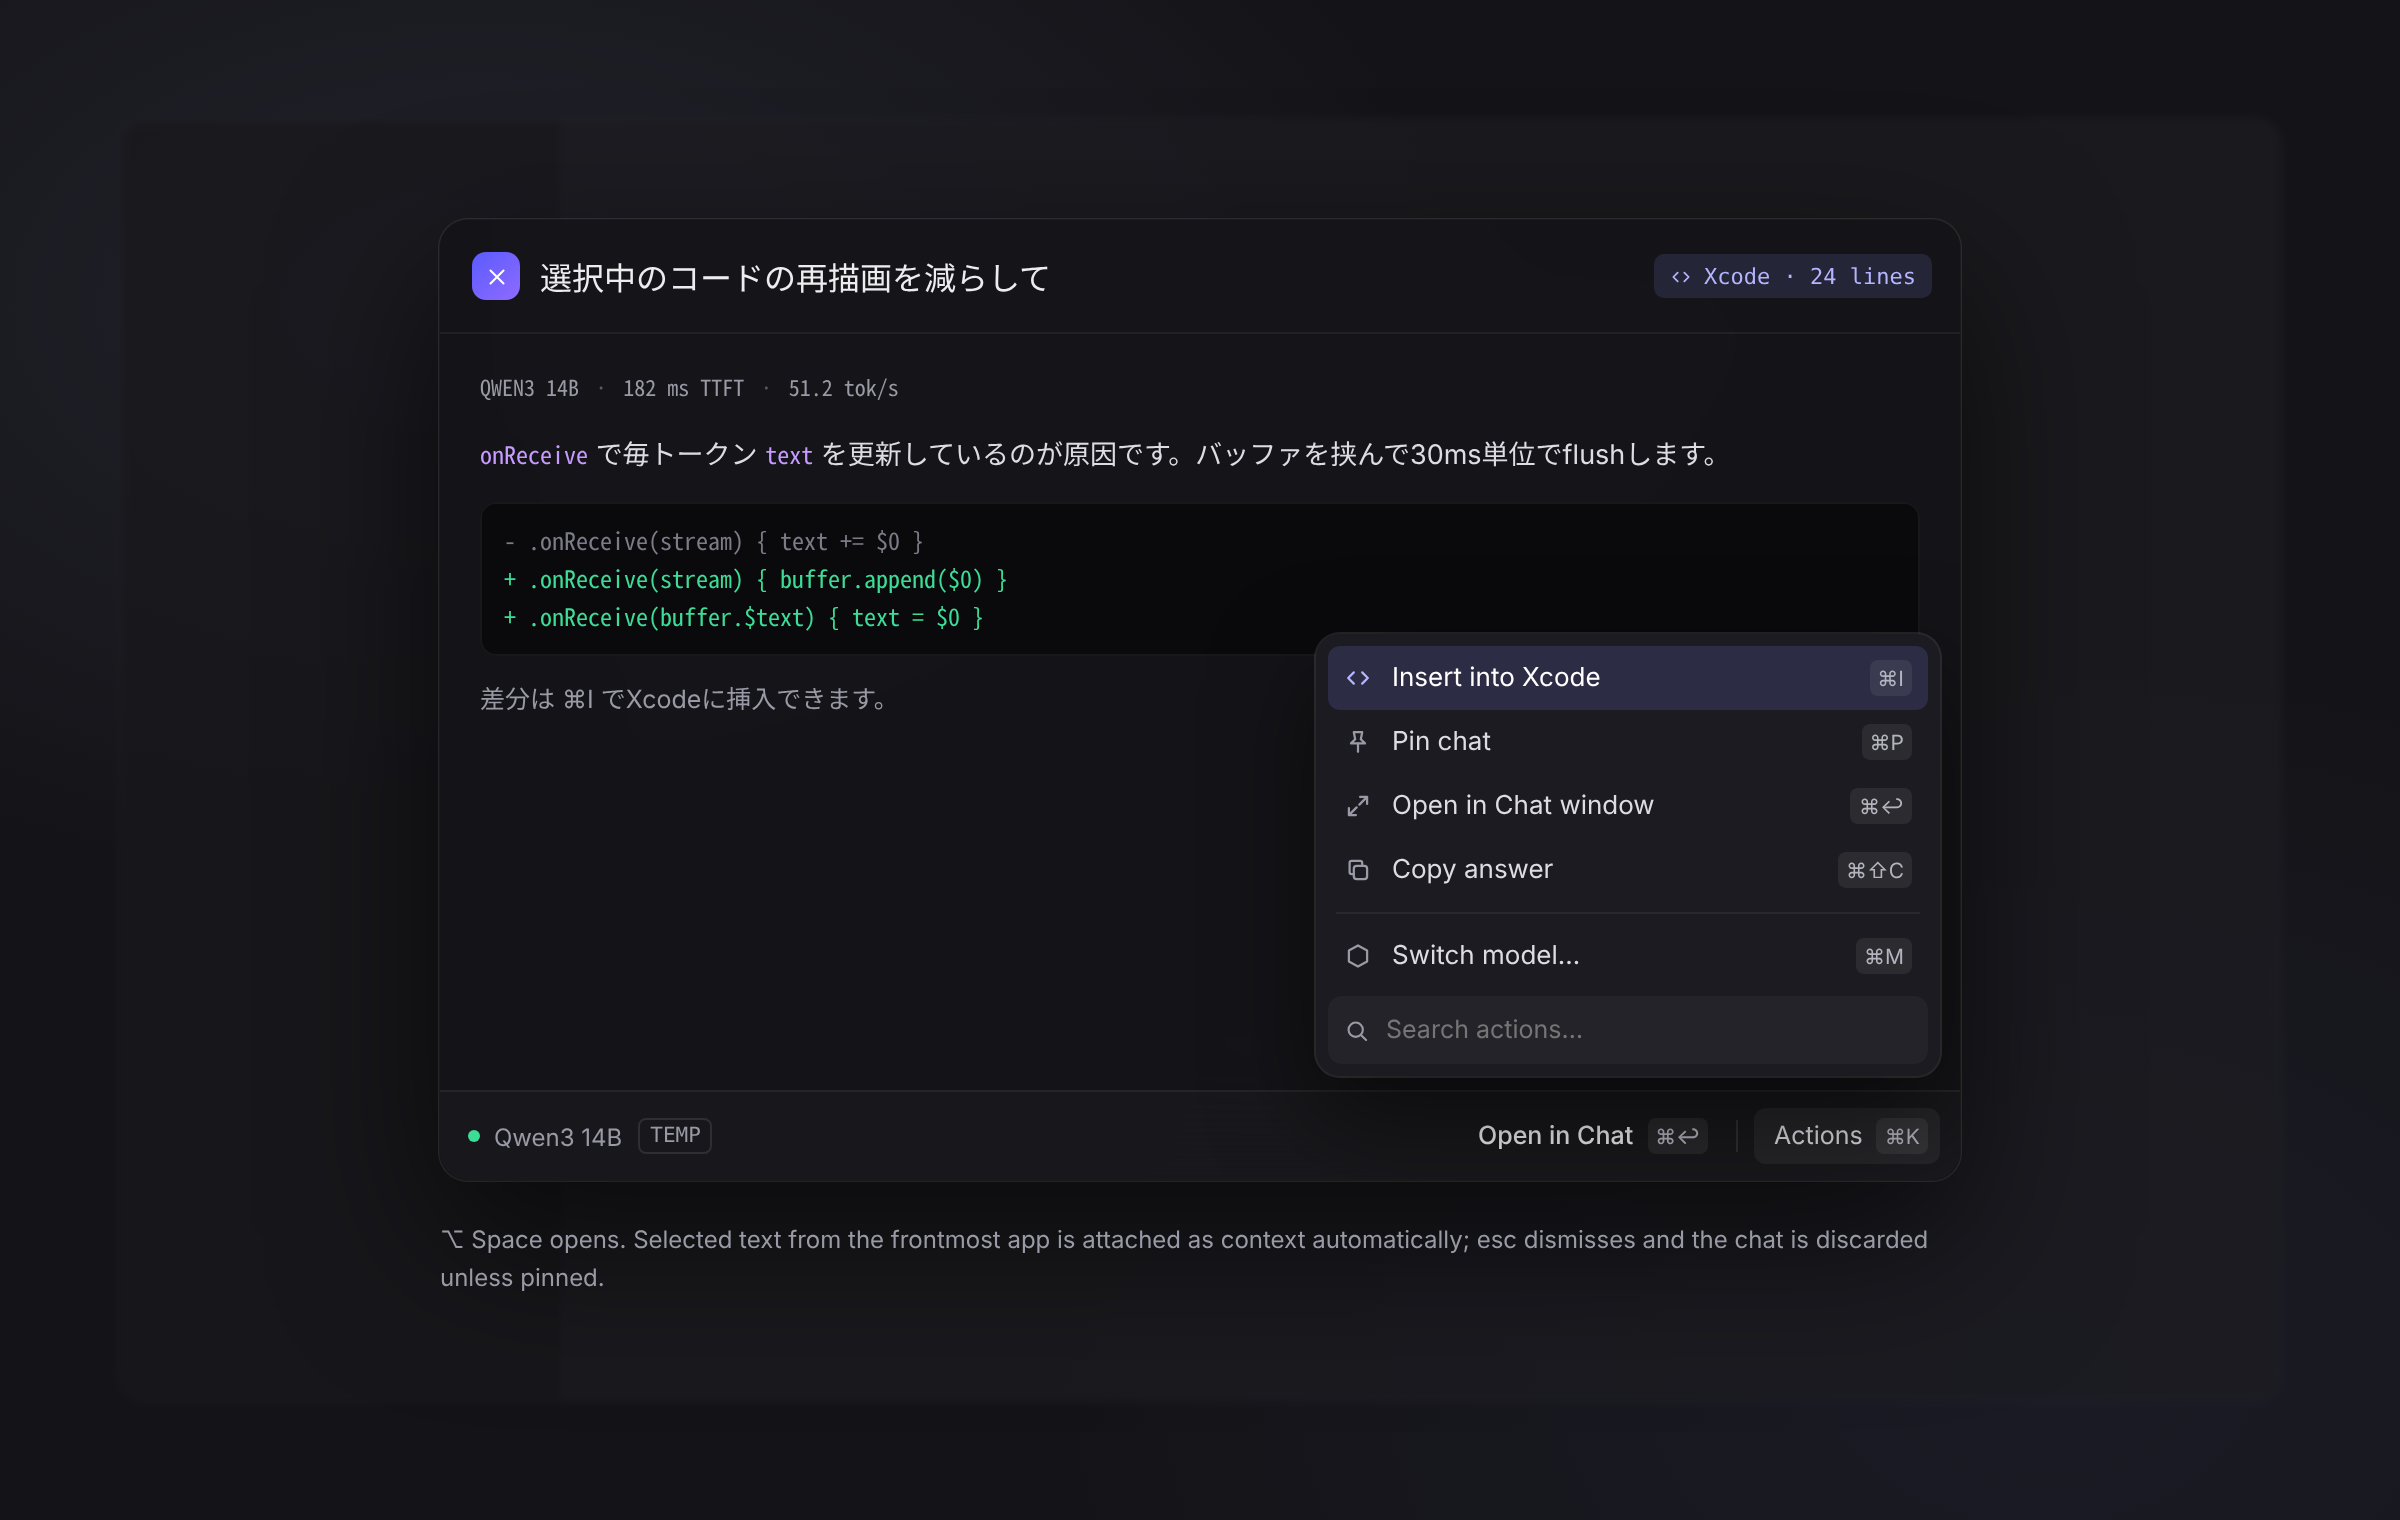 選択中のコードの再描画を減らして
Xcode · 24 lines
QWEN3 14B · 182 ms TTFT · 51.2 tok/s
onReceive で毎トークン text を更新しているのが原因です。バッファを挟んで30ms単位でflushします。
- .onReceive(stream) { text += $0 }
+ .onReceive(stream) { buffer.append($0) }
+ .onReceive(buffer.$text) { text = $0 }
差分は ⌘I でXcodeに挿入できます。
Insert into Xcode ⌘I
Pin chat ⌘P
Open in Chat window ⌘↩
Copy answer ⌘⇧C
Switch model… ⌘M
Search actions…
Qwen3 14B TEMP
Open in Chat ⌘↩ Actions ⌘K
⌥ Space opens. Selected text from the frontmost app is attached as context automatically; esc dismisses and the chat is discarded
unless pinned.